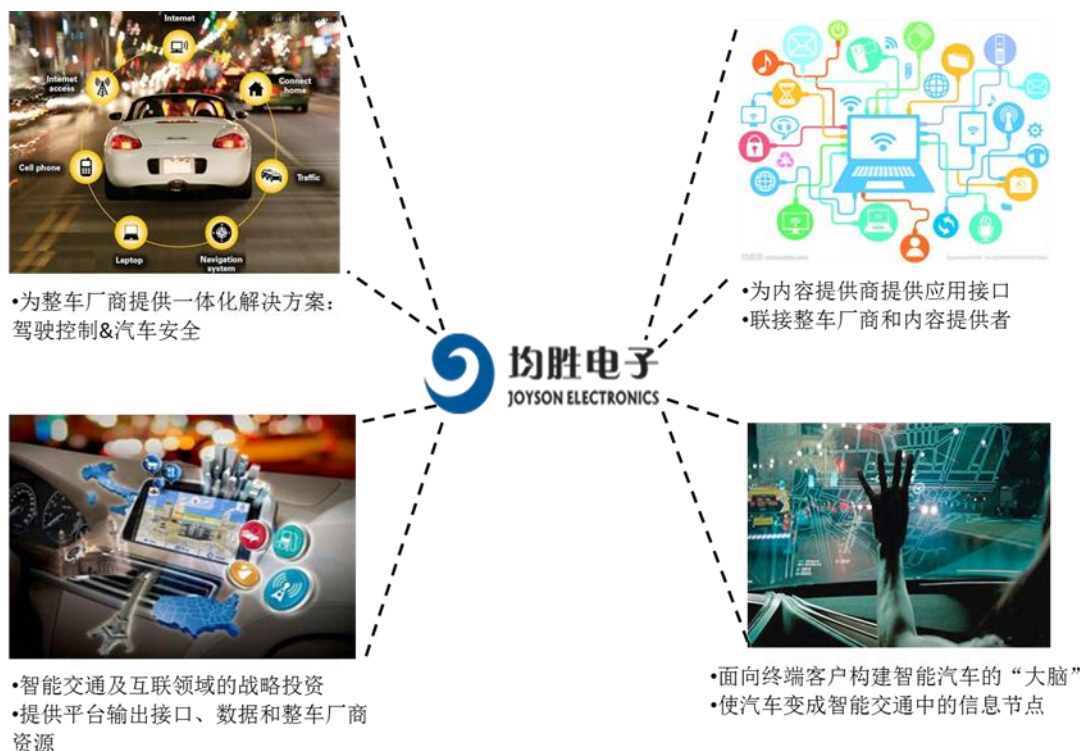 Internet
Internet
access
Connect
home
Cell phone
Traffic
Laptop
Navigation
system
•为整车厂商提供一体化解决方案：
驾驶控制&汽车安全
•为内容提供商提供应用接口
•联接整车厂商和内容提供者
均胜电子
JOYSON ELECTRONICS
•智能交通及互联领域的战略投资
•提供平台输出接口、数据和整车厂商
资源
•面向终端客户构建智能汽车的“大脑”
•使汽车变成智能交通中的信息节点